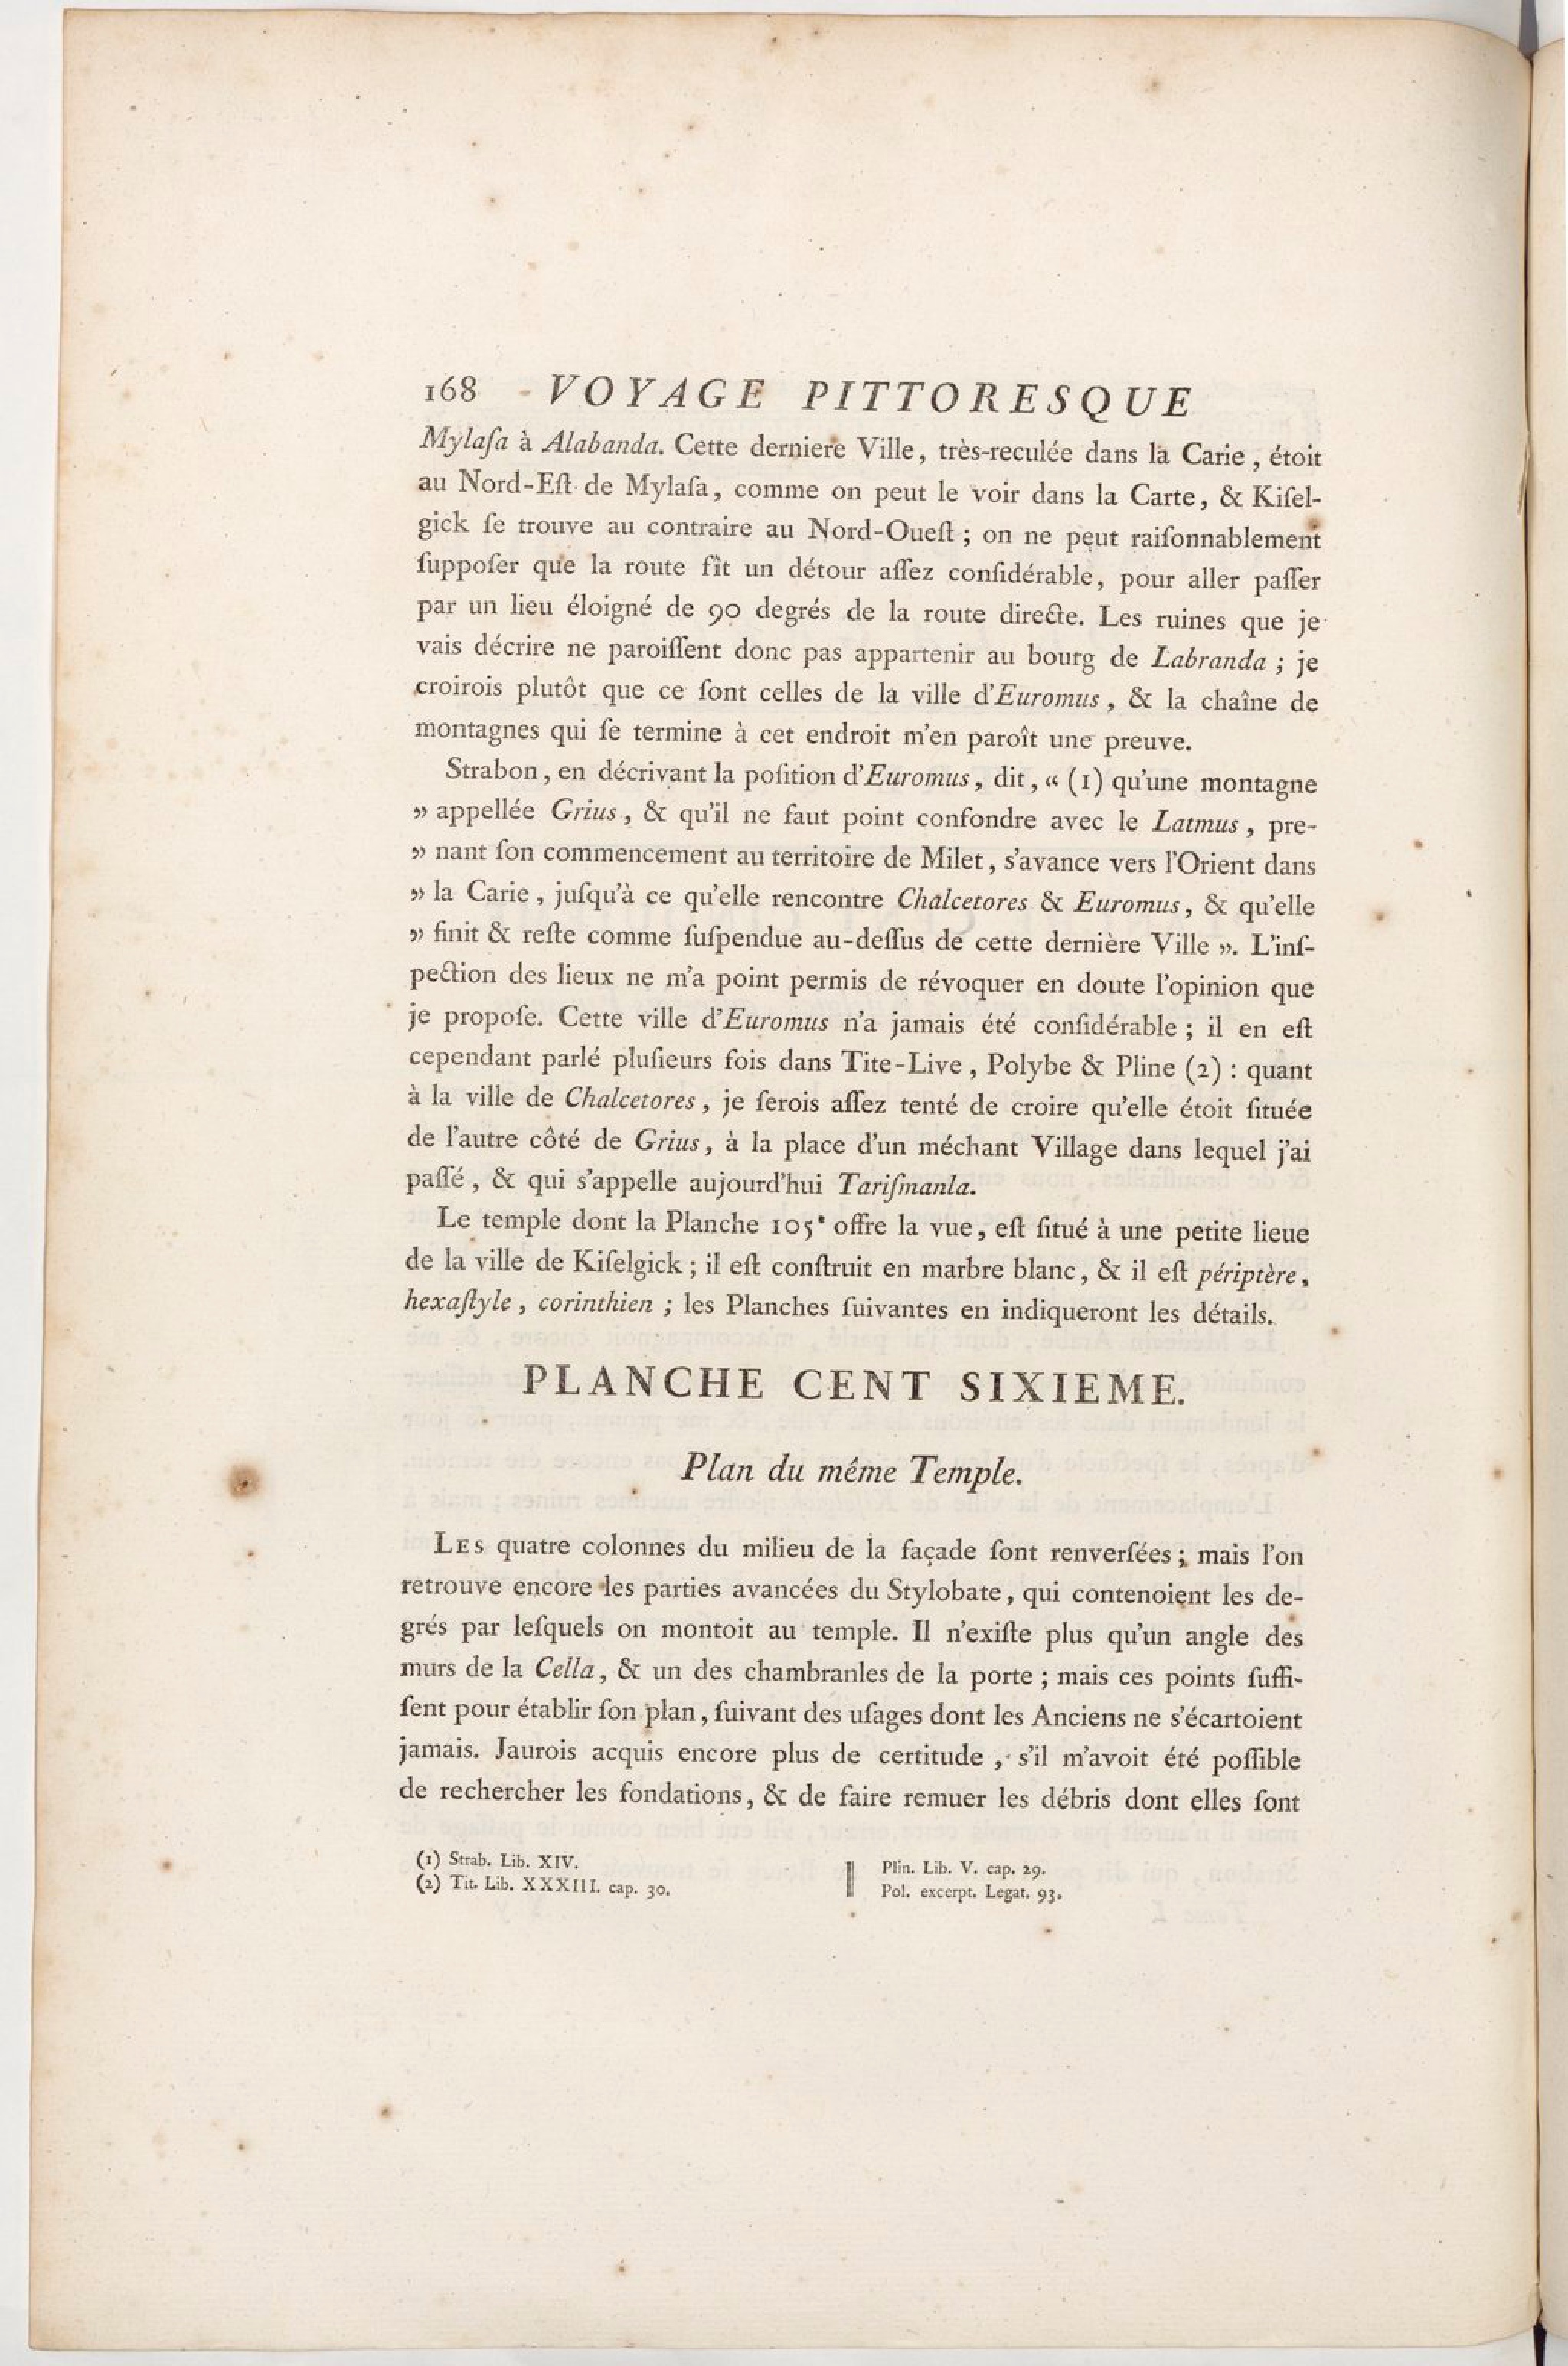 168 VOYAGE PITTORESQUE
Mylaſa à Alabanda. Cette derniere Ville, très-reculée dans la Carie, étoit
au Nord-Eſt de Mylaſa, comme on peut le voir dans la Carte, & Kiſel-
gick ſe trouve au contraire au Nord-Oueſt; on ne peut raiſonnablement
ſuppoſer que la route fît un détour aſſez conſidérable, pour aller paſſer
par un lieu éloigné de 90 degrés de la route directe. Les ruines que je
vais décrire ne paroiſſent donc pas appartenir au bourg de Labranda; je
croirois plutôt que ce ſont celles de la ville d'Euromus, & la chaîne de
montagnes qui ſe termine à cet endroit m'en paroît une preuve.
Strabon, en décrivant la poſition d'Euromus, dit, « (1) qu'une montagne
» appellée Grius, & qu'il ne faut point confondre avec le Latmus, pre-
» nant ſon commencement au territoire de Milet, s'avance vers l'Orient dans
» la Carie, juſqu'à ce qu'elle rencontre Chalcetores & Euromus, & qu'elle
» finit & reſte comme ſuſpendue au-deſſus de cette dernière Ville ». L'inſ-
pection des lieux ne m'a point permis de révoquer en doute l'opinion que
je propoſe. Cette ville d'Euromus n'a jamais été conſidérable; il en eſt
cependant parlé pluſieurs fois dans Tite-Live, Polybe & Pline (2) : quant
à la ville de Chalcetores, je ſerois aſſez tenté de croire qu'elle étoit ſituée
de l'autre côté de Grius, à la place d'un méchant Village dans lequel j'ai
paſſé, & qui s'appelle aujourd'hui Tariſmanla.
Le temple dont la Planche 105e offre la vue, eſt ſitué à une petite lieue
de la ville de Kiſelgick; il eſt conſtruit en marbre blanc, & il eſt périptère,
hexaſtyle, corinthien; les Planches ſuivantes en indiqueront les détails.
PLANCHE CENT SIXIEME.
Plan du même Temple.
LES quatre colonnes du milieu de la façade ſont renverſées; mais l'on
retrouve encore les parties avancées du Stylobate, qui contenoient les de-
grés par leſquels on montoit au temple. Il n'exiſte plus qu'un angle des
murs de la Cella, & un des chambranles de la porte; mais ces points ſuffi-
ſent pour établir ſon plan, ſuivant des uſages dont les Anciens ne s'écartoient
jamais. Jaurois acquis encore plus de certitude, s'il m'avoit été poſſible
de rechercher les fondations, & de faire remuer les débris dont elles ſont
(1) Strab. Lib. XIV.
(2) Tit. Lib. XXXIII. cap. 30.
Plin. Lib. V. cap. 29.
Pol. excerpt. Legat. 93.